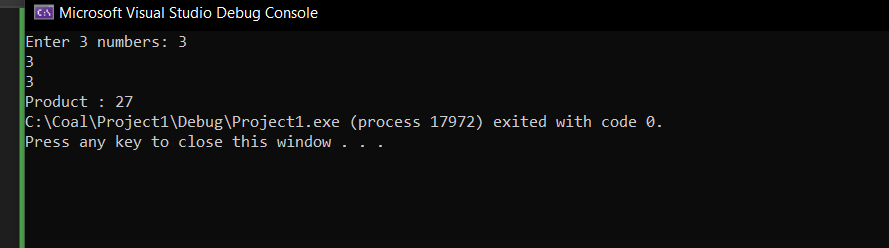 Microsoft Visual Studio Debug Console
Enter 3 numbers: 3
3
3
Product : 27
C:\Coal\Project1\Debug\Project1.exe (process 17972) exited with code 0.
Press any key to close this window . . .